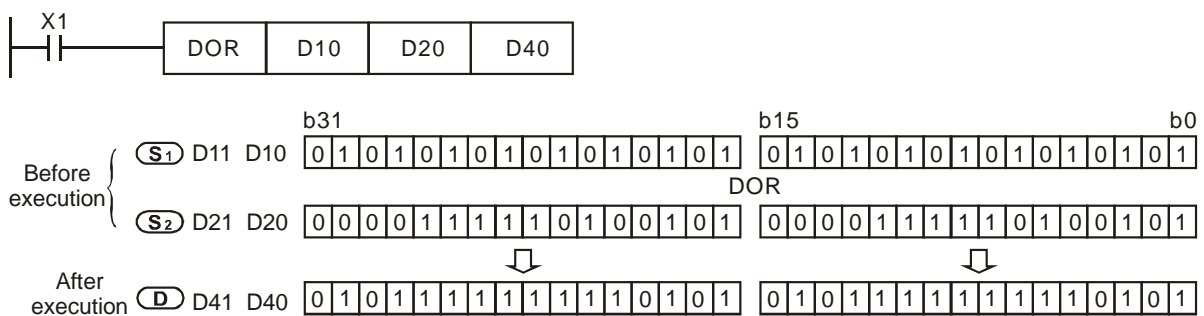 X1
DOR D10 D20 D40
b31 b15 b0
Before execution
S1 D11 D10 0 1 0 1 0 1 0 1 0 1 0 1 0 1 0 1 0 1 0 1 0 1 0 1 0 1 0 1 0 1 0 1
DOR
S2 D21 D20 0 0 0 0 1 1 1 1 1 0 1 0 0 1 0 1 0 0 0 0 1 1 1 1 1 0 1 0 0 1 0 1
After execution
D D41 D40 0 1 0 1 1 1 1 1 1 1 1 1 0 1 0 1 0 1 0 1 1 1 1 1 1 1 1 1 0 1 0 1